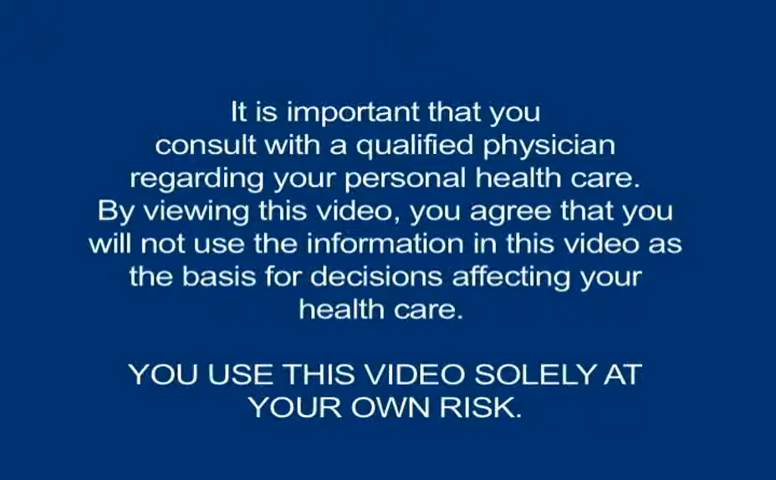 It is important that you
consult with a qualified physician
regarding your personal health care.
By viewing this video, you agree that you
will not use the information in this video as
the basis for decisions affecting your
health care.
YOU USE THIS VIDEO SOLELY AT
YOUR OWN RISK.